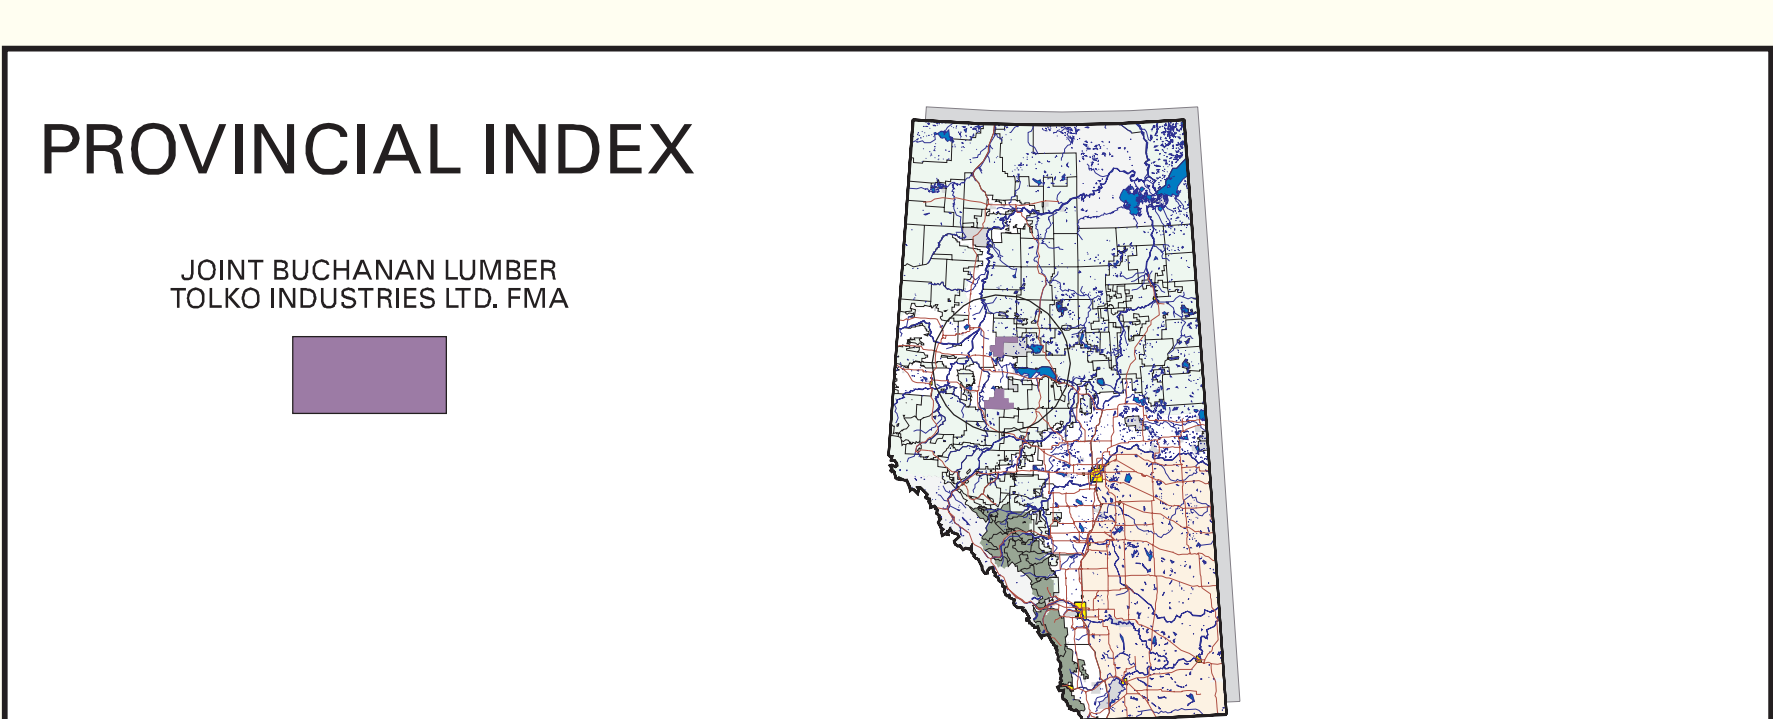 PROVINCIAL INDEX
JOINT BUCHANAN LUMBER
TOLKO INDUSTRIES LTD. FMA